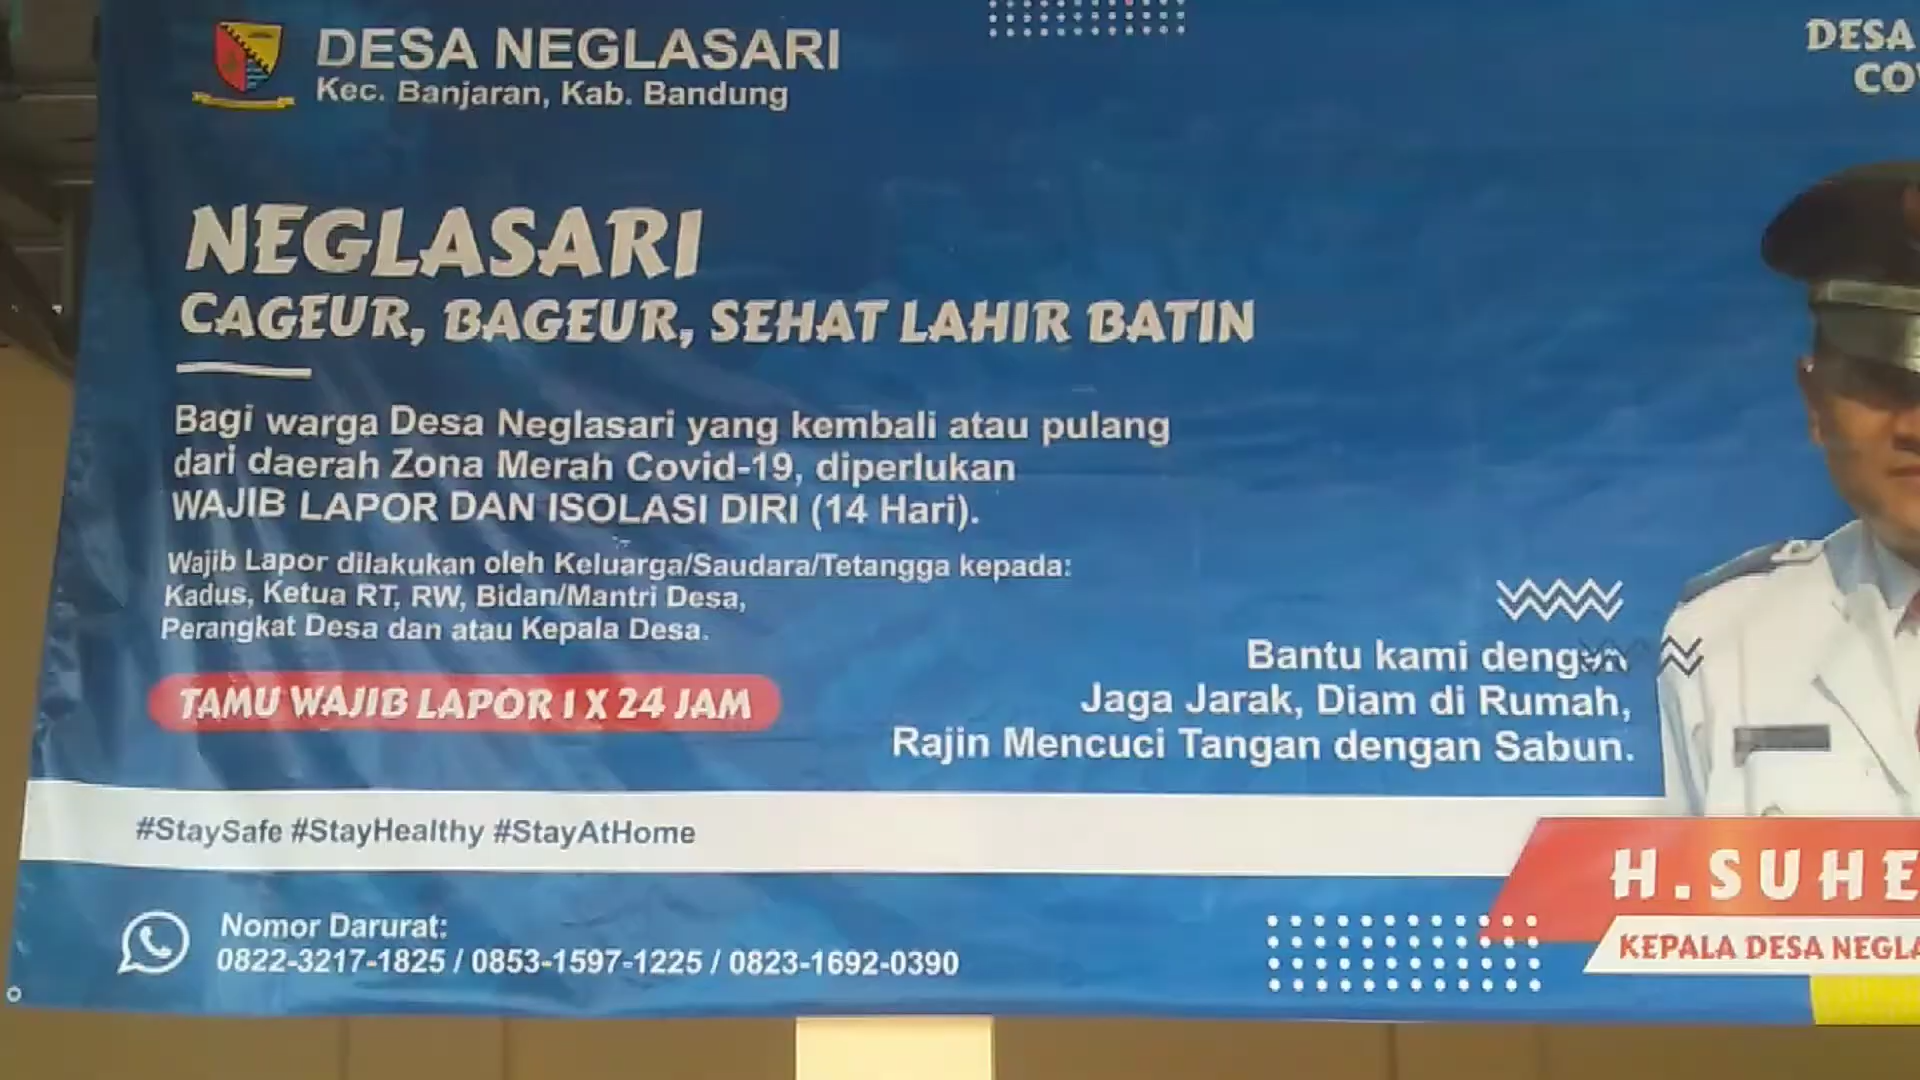 DESA NEGLASARI
Kec. Banjaran, Kab. Bandung
DESA
NEGLASARI
CAGEUR, BAGEUR, SEHAT LAHIR BATIN
Bagi warga Desa Neglasari yang kembali atau pulang
dari daerah Zona Merah Covid-19, diperlukan
WAJIB LAPOR DAN ISOLASI DIRI (14 Hari).
Wajib Lapor dilakukan oleh Keluarga/Saudara/Tetangga kepada:
Kadus, Ketua RT, RW, Bidan/Mantri Desa,
Perangkat Desa dan atau Kepala Desa.
TAMU WAJIB LAPOR 1 X 24 JAM
Bantu kami dengan
Jaga Jarak, Diam di Rumah,
Rajin Mencuci Tangan dengan Sabun.
#StaySafe #StayHealthy #StayAtHome
H.SUHE
KEPALA DESA NEGLA
Nomor Darurat:
0822-3217-1825 / 0853-1597-1225 / 0823-1692-0390